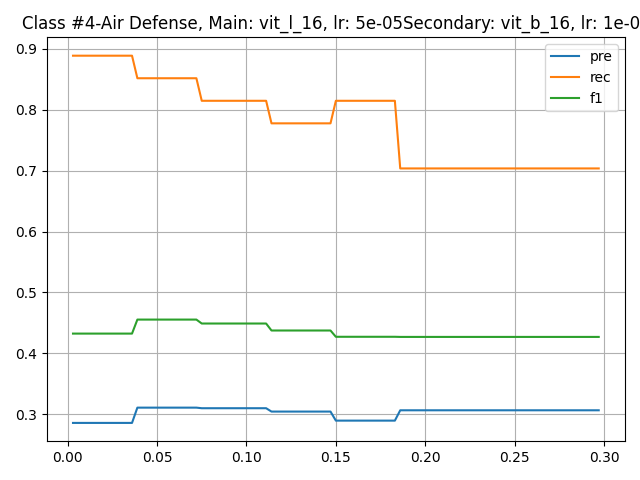 Class #4-Air Defense, Main: vit_l_16, lr: 5e-05Secondary: vit_b_16, lr: 1e-0
0.9
0.8
0.7
0.6
0.5
0.4
0.3
0.00 0.05 0.10 0.15 0.20 0.25 0.30
pre
rec
f1